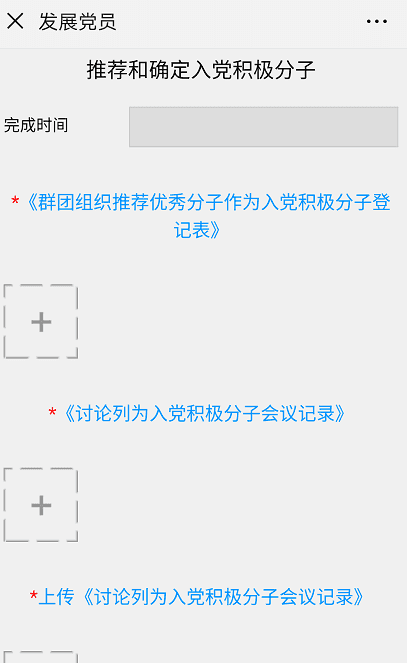 发展党员
推荐和确定入党积极分子
完成时间
*《群团组织推荐优秀分子作为入党积极分子登
记表》
*《讨论列为入党积极分子会议记录》
*上传《讨论列为入党积极分子会议记录》